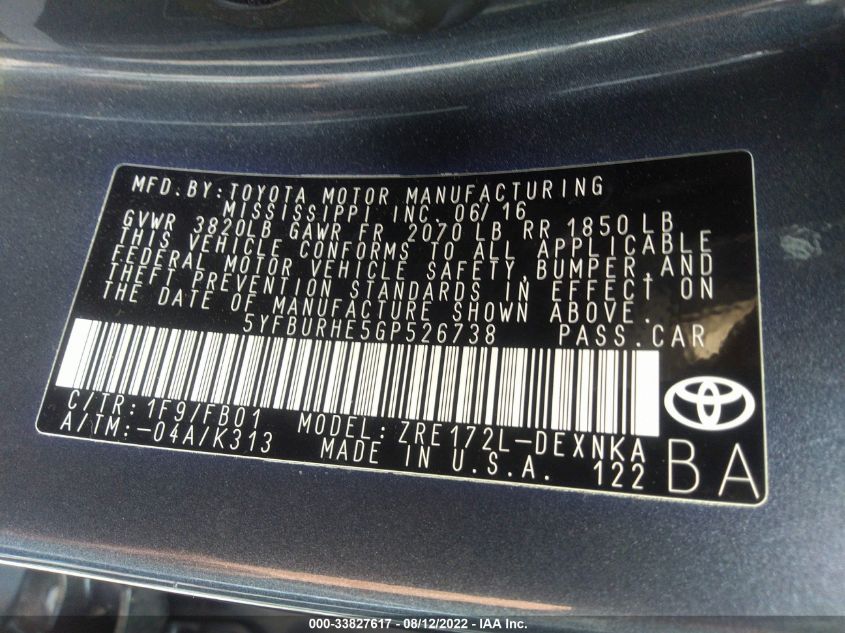 MFD.BY:TOYOTA MOTOR MANUFACTURING
MISSISSIPPI INC. 06/16
GVWR 3820LB GAWR FR 2070 LB RR 1850 LB
THIS VEHICLE CONFORMS TO ALL APPLICABLE
FEDERAL MOTOR VEHICLE SAFETY,BUMPER,AND
THEFT PREVENTION STANDARDS IN EFFECT ON
THE DATE OF MANUFACTURE SHOWN ABOVE.
5YFBURHE5GP526738 PASS.CAR
C/TR:1F9/FB01 MODEL:ZRE172L-DEXNKA
A/TM:-04A/K313 MADE IN U.S.A. 122
BA
000-33827617 - 08/12/2022 - IAA Inc.